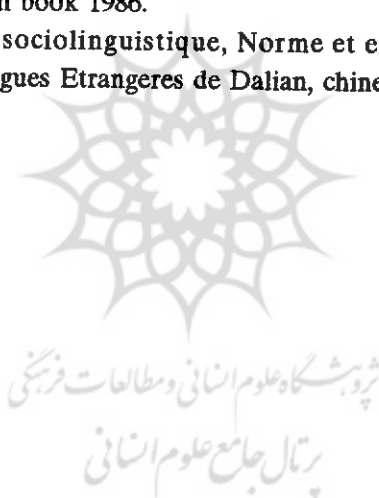 book 1986.
sociolinguistique, Norme et e
gues Etrangeres de Dalian, chine
پژوهشگاه علوم انسانی و مطالعات فرهنگی
پرتال جامع علوم انسانی